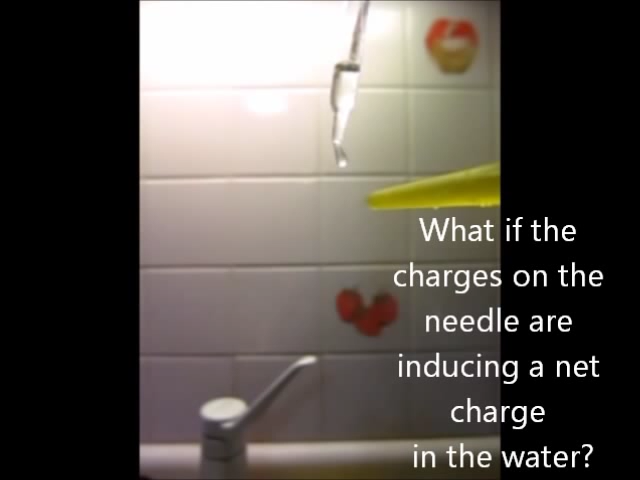 What if the
charges on the
needle are
inducing a net
charge
in the water?